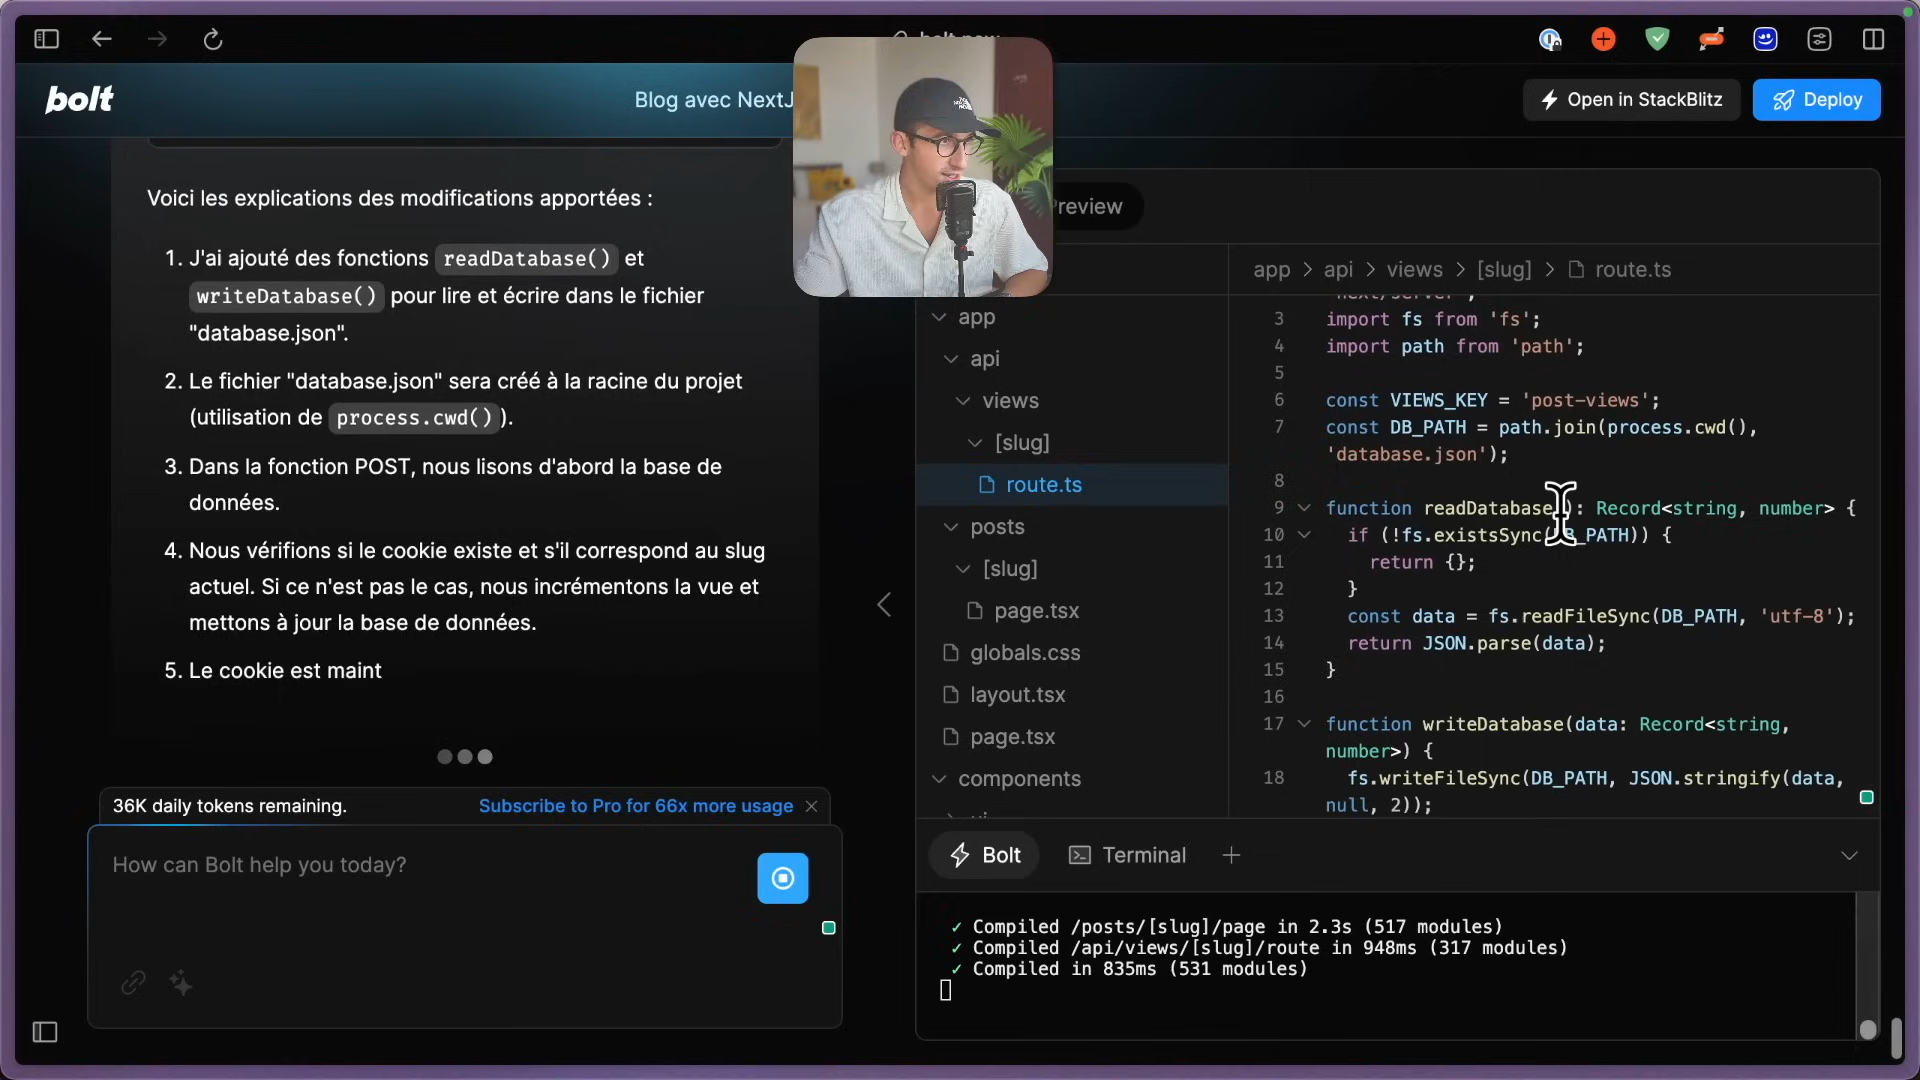 bolt
Blog avec NextJ
Open in StackBlitz
Deploy
Voici les explications des modifications apportées :
1. J'ai ajouté des fonctions readDatabase() et
writeDatabase() pour lire et écrire dans le fichier
"database.json".
2. Le fichier "database.json" sera créé à la racine du projet
(utilisation de process.cwd() ).
3. Dans la fonction POST, nous lisons d'abord la base de
données.
4. Nous vérifions si le cookie existe et s'il correspond au slug
actuel. Si ce n'est pas le cas, nous incrémentons la vue et
mettons à jour la base de données.
5. Le cookie est maint
36K daily tokens remaining.
Subscribe to Pro for 66x more usage
How can Bolt help you today?
Preview
app
api
views
[slug]
route.ts
posts
[slug]
page.tsx
globals.css
layout.tsx
page.tsx
components
app > api > views > [slug] > route.ts
'next/server';
3 import fs from 'fs';
4 import path from 'path';
5
6 const VIEWS_KEY = 'post-views';
7 const DB_PATH = path.join(process.cwd(),
'database.json');
8
9 function readDatabase(): Record<string, number> {
10 if (!fs.existsSync(DB_PATH)) {
11 return {};
12 }
13 const data = fs.readFileSync(DB_PATH, 'utf-8');
14 return JSON.parse(data);
15 }
16
17 function writeDatabase(data: Record<string,
number>) {
18 fs.writeFileSync(DB_PATH, JSON.stringify(data,
null, 2));
Bolt
Terminal
✓ Compiled /posts/[slug]/page in 2.3s (517 modules)
✓ Compiled /api/views/[slug]/route in 948ms (317 modules)
✓ Compiled in 835ms (531 modules)